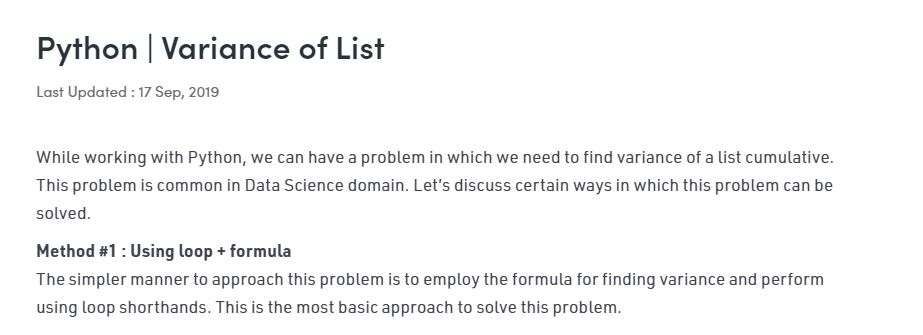 Python | Variance of List
Last Updated : 17 Sep, 2019
While working with Python, we can have a problem in which we need to find variance of a list cumulative.
This problem is common in Data Science domain. Let’s discuss certain ways in which this problem can be
solved.
Method #1 : Using loop + formula
The simpler manner to approach this problem is to employ the formula for finding variance and perform
using loop shorthands. This is the most basic approach to solve this problem.